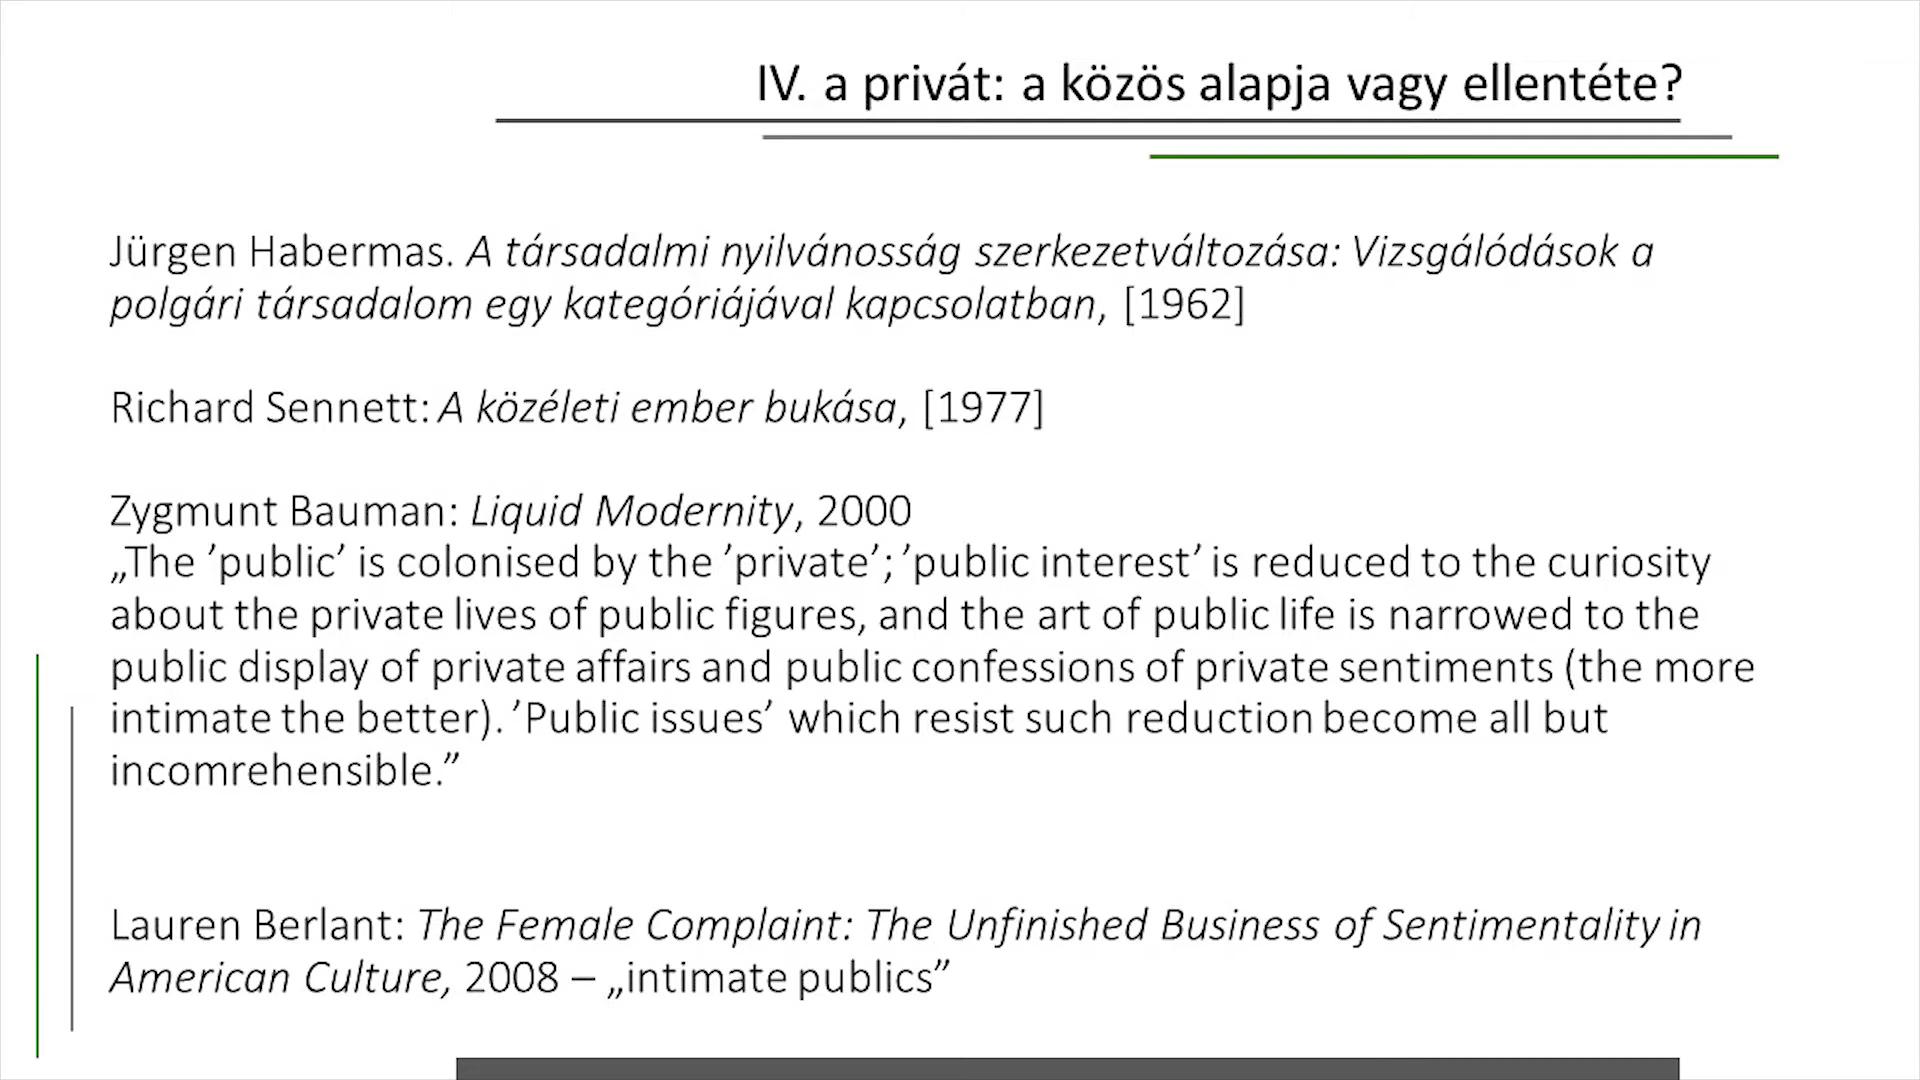 IV. a privát: a közös alapja vagy ellentéte?
Jürgen Habermas. A társadalmi nyilvánosság szerkezetváltozása: Vizsgálódások a
polgári társadalom egy kategóriájával kapcsolatban, [1962]
Richard Sennett: A közéleti ember bukása, [1977]
Zygmunt Bauman: Liquid Modernity, 2000
„The ’public’ is colonised by the ’private’; ’public interest’ is reduced to the curiosity
about the private lives of public figures, and the art of public life is narrowed to the
public display of private affairs and public confessions of private sentiments (the more
intimate the better). ’Public issues’ which resist such reduction become all but
incomrehensible.”
Lauren Berlant: The Female Complaint: The Unfinished Business of Sentimentality in
American Culture, 2008 – „intimate publics”